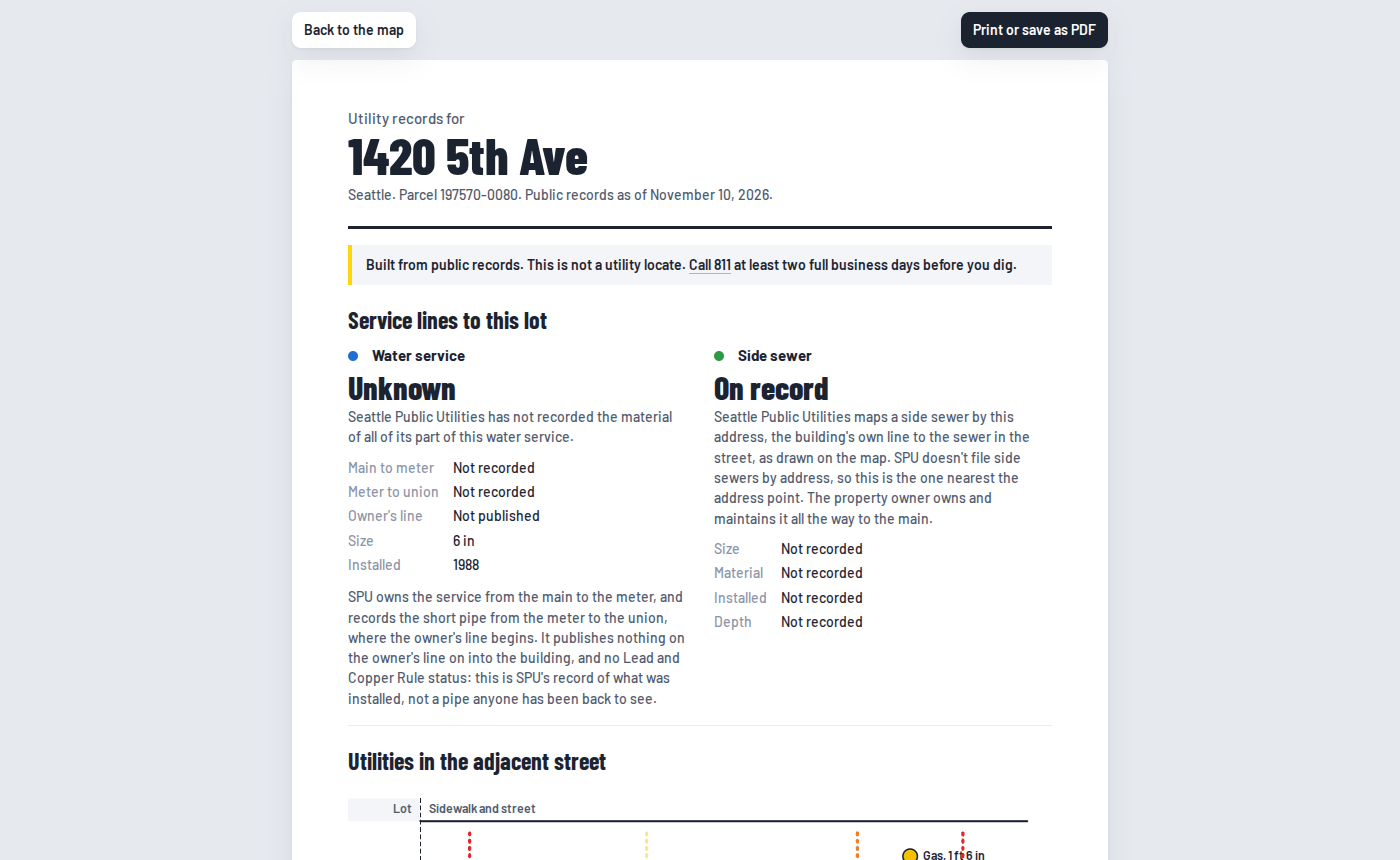 Back to the map
Print or save as PDF
Utility records for
1420 5th Ave
Seattle. Parcel 197570-0080. Public records as of November 10, 2026.
Built from public records. This is not a utility locate. Call 811 at least two full business days before you dig.
Service lines to this lot
Water service
Unknown
Seattle Public Utilities has not recorded the material
of all of its part of this water service.
Main to meter Not recorded
Meter to union Not recorded
Owner's line Not published
Size 6 in
Installed 1988
SPU owns the service from the main to the meter, and
records the short pipe from the meter to the union,
where the owner's line begins. It publishes nothing on
the owner's line on into the building, and no Lead and
Copper Rule status: this is SPU's record of what was
installed, not a pipe anyone has been back to see.
Side sewer
On record
Seattle Public Utilities maps a side sewer by this
address, the building's own line to the sewer in the
street, as drawn on the map. SPU doesn't file side
sewers by address, so this is the one nearest the
address point. The property owner owns and
maintains it all the way to the main.
Size Not recorded
Material Not recorded
Installed Not recorded
Depth Not recorded
Utilities in the adjacent street
Lot
Sidewalk and street
Gas, 1 ft 6 in